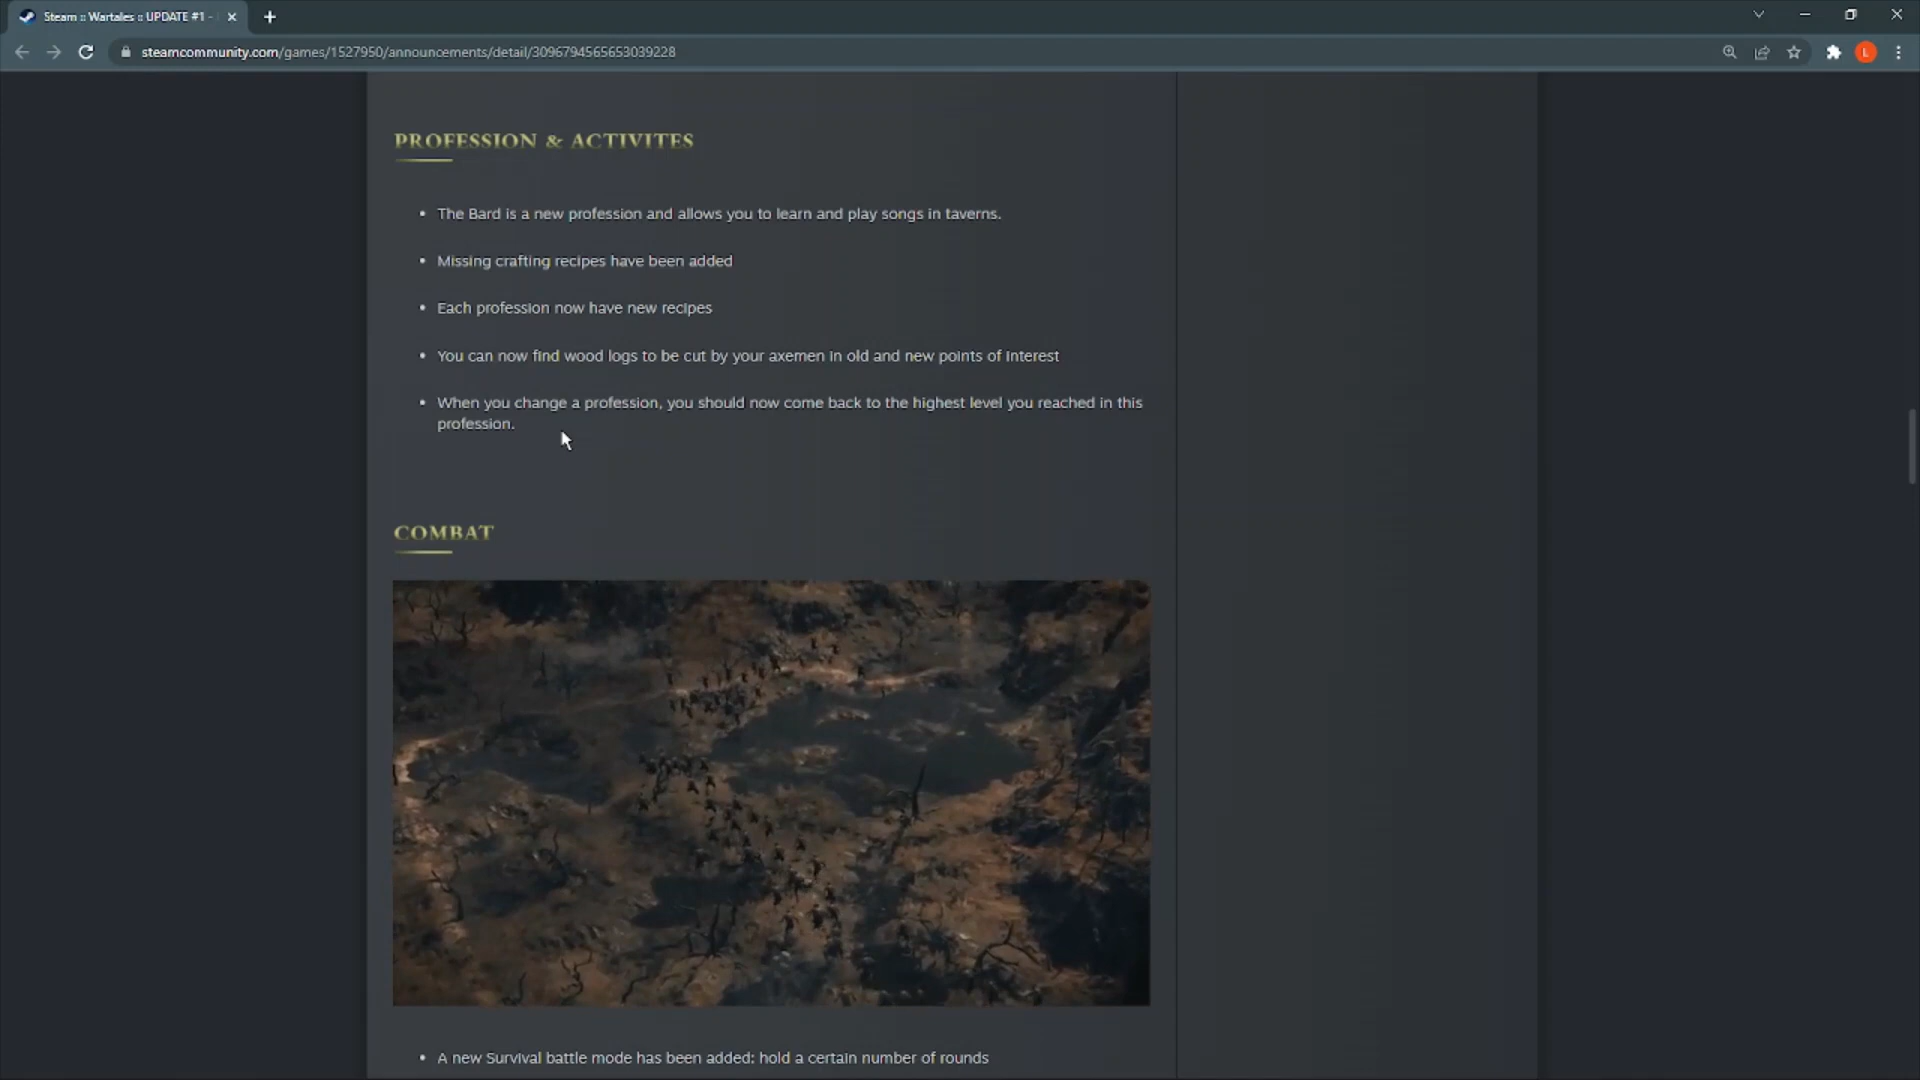 Steam :: Wartales :: UPDATE #1 -
steamcommunity.com/games/1527950/announcements/detail/3096794565653039228
L
PROFESSION & ACTIVITES
• The Bard is a new profession and allows you to learn and play songs in taverns.
• Missing crafting recipes have been added
• Each profession now have new recipes
• You can now find wood logs to be cut by your axemen in old and new points of interest
• When you change a profession, you should now come back to the highest level you reached in this
profession.
COMBAT
• A new Survival battle mode has been added: hold a certain number of rounds